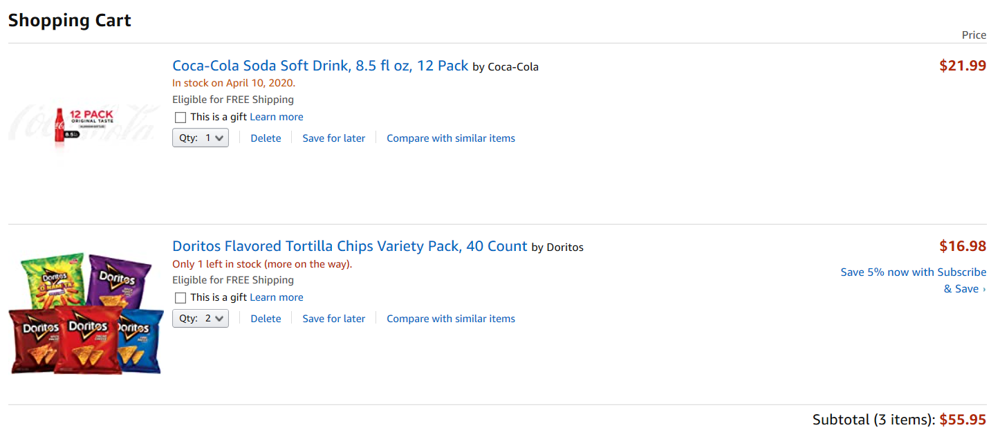 Shopping Cart
Price
Coca-Cola Soda Soft Drink, 8.5 fl oz, 12 Pack by Coca-Cola
$21.99
In stock on April 10, 2020.
Eligible for FREE Shipping
This is a gift Learn more
Qty: 1
Delete
Save for later
Compare with similar items
12 PACK
ORIGINAL TASTE
8.5
Doritos Flavored Tortilla Chips Variety Pack, 40 Count by Doritos
$16.98
Only 1 left in stock (more on the way).
Save 5% now with Subscribe
& Save ›
Eligible for FREE Shipping
This is a gift Learn more
Qty: 2
Delete
Save for later
Compare with similar items
Doritos
Doritos
Doritos
Doritos
Doritos
Subtotal (3 items): $55.95